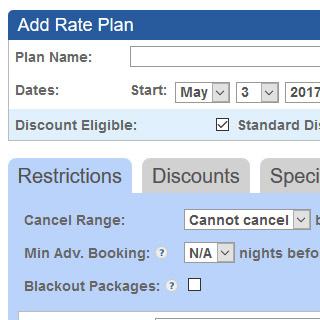 Add Rate Plan
Plan Name:
Dates: Start: May 3 2017
Discount Eligible: Standard Dis
Restrictions Discounts Speci
Cancel Range: Cannot cancel b
Min Adv. Booking: ? N/A nights befo
Blackout Packages: ?